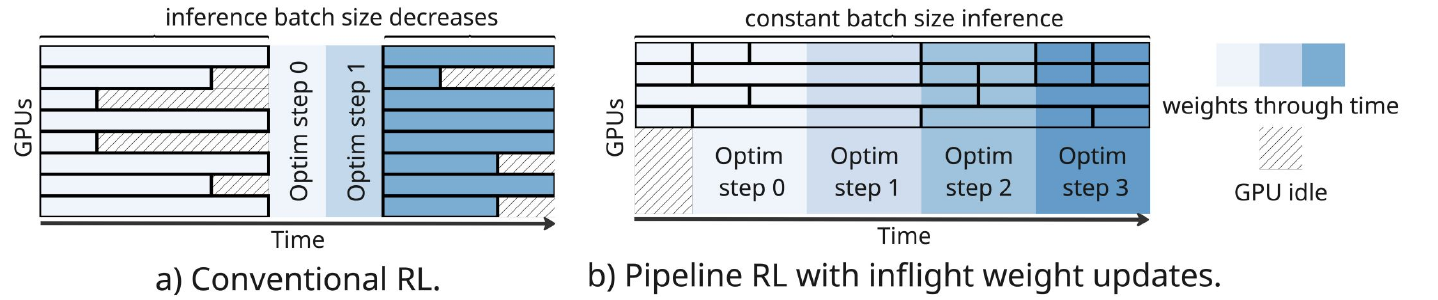 inference batch size decreases
GPUs
Optim step 0
Optim step 1
Time
a) Conventional RL.
constant batch size inference
GPUs
Optim
step 0
Optim
step 1
Optim
step 2
Optim
step 3
Time
b) Pipeline RL with inflight weight updates.
weights through time
GPU idle